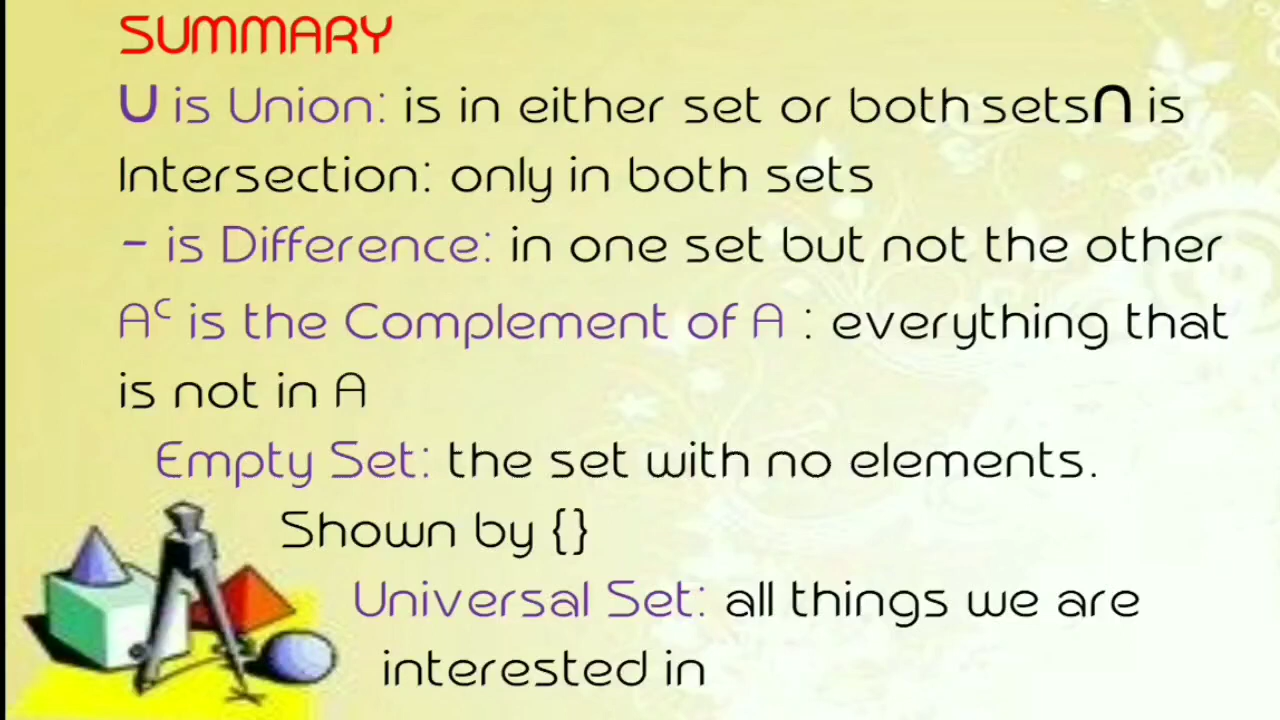 SUMMARY
U is Union: is in either set or both sets∩ is
Intersection: only in both sets
- is Difference: in one set but not the other
Aᶜ is the Complement of A : everything that
is not in A
Empty Set: the set with no elements.
Shown by {}
Universal Set: all things we are
interested in